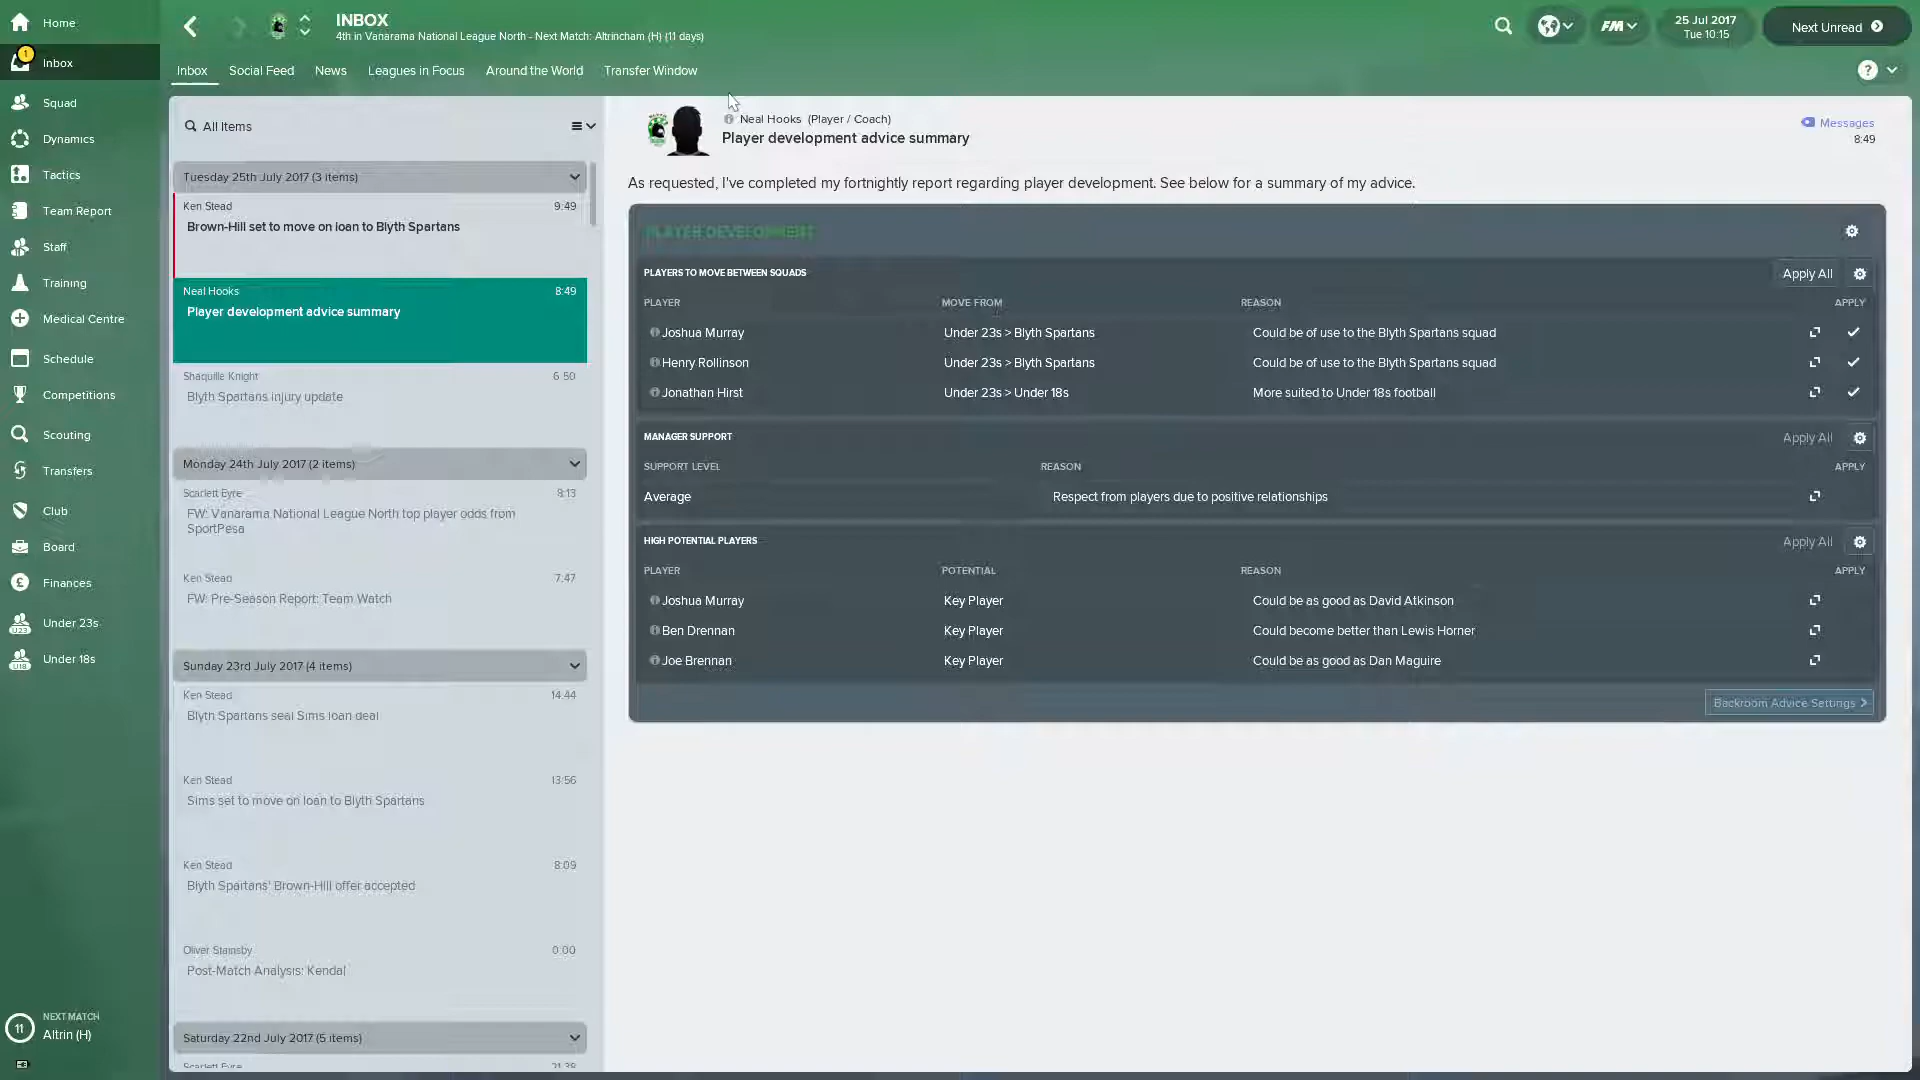 Home
Inbox
1
Squad
Dynamics
Tactics
Team Report
Staff
Training
Medical Centre
Schedule
Competitions
Scouting
Transfers
Club
Board
Finances
Under 23s
U23
Under 18s
U18
11
NEXT MATCH
Altrin (H)
INBOX
4th in Vanarama National League North - Next Match: Altrincham (H) (11 days)
FM
25 Jul 2017
Tue 10:15
Next Unread
Inbox Social Feed News Leagues in Focus Around the World Transfer Window
?
All Items
Tuesday 25th July 2017 (3 items)
Ken Stead 9:49
Brown-Hill set to move on loan to Blyth Spartans
Neal Hooks 8:49
Player development advice summary
Shaquille Knight 6:50
Blyth Spartans injury update
Monday 24th July 2017 (2 items)
Scarlett Eyre 8:13
FW: Vanarama National League North top player odds from
SportPesa
Ken Stead 7:47
FW: Pre-Season Report: Team Watch
Sunday 23rd July 2017 (4 items)
Ken Stead 14:44
Blyth Spartans seal Sims loan deal
Ken Stead 13:56
Sims set to move on loan to Blyth Spartans
Ken Stead 8:09
Blyth Spartans' Brown-Hill offer accepted
Oliver Stainsby 0:00
Post-Match Analysis: Kendal
Saturday 22nd July 2017 (5 items)
Scarlett Eyre 21:38
Neal Hooks (Player / Coach)
Player development advice summary
Messages
8:49
As requested, I've completed my fortnightly report regarding player development. See below for a summary of my advice.
PLAYER DEVELOPMENT
PLAYERS TO MOVE BETWEEN SQUADS Apply All
PLAYER MOVE FROM REASON APPLY
Joshua Murray Under 23s > Blyth Spartans Could be of use to the Blyth Spartans squad
Henry Rollinson Under 23s > Blyth Spartans Could be of use to the Blyth Spartans squad
Jonathan Hirst Under 23s > Under 18s More suited to Under 18s football
MANAGER SUPPORT Apply All
SUPPORT LEVEL REASON APPLY
Average Respect from players due to positive relationships
HIGH POTENTIAL PLAYERS Apply All
PLAYER POTENTIAL REASON APPLY
Joshua Murray Key Player Could be as good as David Atkinson
Ben Drennan Key Player Could become better than Lewis Horner
Joe Brennan Key Player Could be as good as Dan Maguire
Backroom Advice Settings >